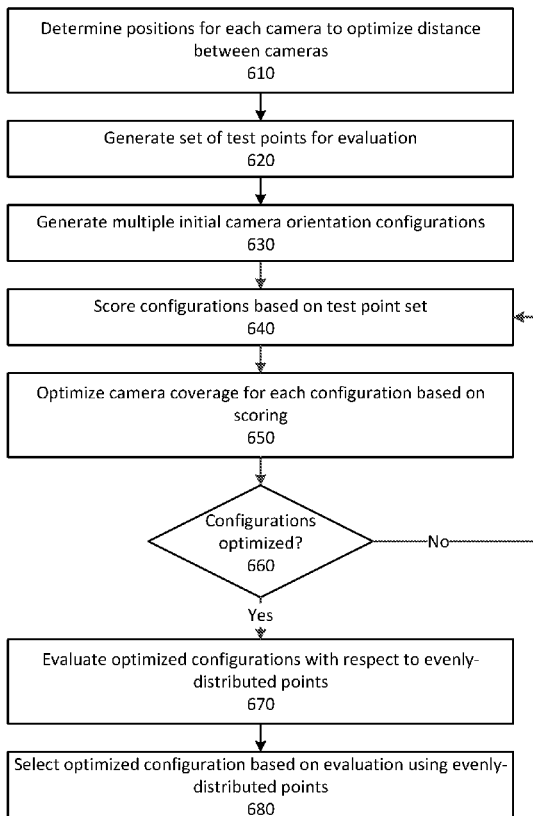 Determine positions for each camera to optimize distance
between cameras
610
Generate set of test points for evaluation
620
Generate multiple initial camera orientation configurations
630
Score configurations based on test point set
640
Optimize camera coverage for each configuration based on
scoring
650
Configurations
optimized?
660
No
Yes
Evaluate optimized configurations with respect to evenly-
distributed points
670
Select optimized configuration based on evaluation using evenly-
distributed points
680